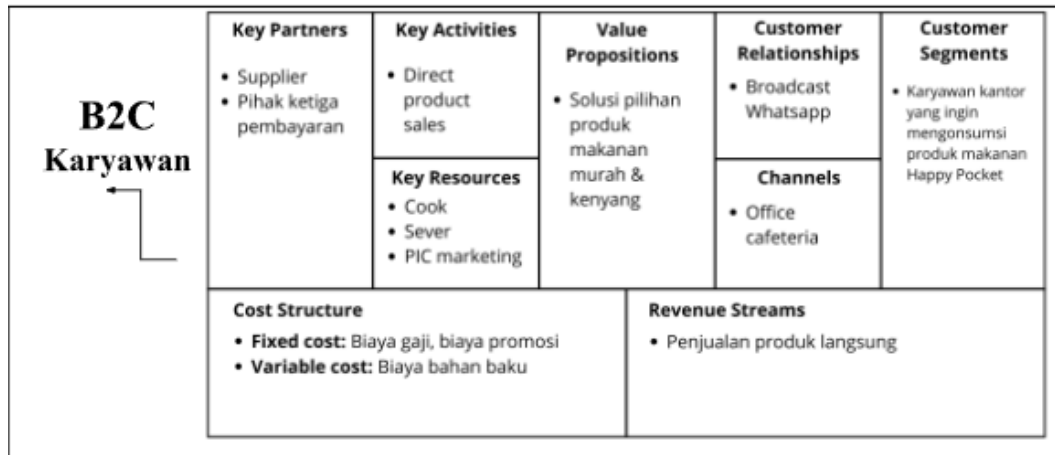 B2C
Karyawan
Key Partners
• Supplier
• Pihak ketiga
pembayaran
Key Activities
• Direct
product
sales
Key Resources
• Cook
• Sever
• PIC marketing
Value
Propositions
• Solusi pilihan
produk
makanan
murah &
kenyang
Customer
Relationships
• Broadcast
Whatsapp
Channels
• Office
cafeteria
Customer
Segments
• Karyawan kantor
yang ingin
mengonsumsi
produk makanan
Happy Pocket
Cost Structure
• Fixed cost: Biaya gaji, biaya promosi
• Variable cost: Biaya bahan baku
Revenue Streams
• Penjualan produk langsung